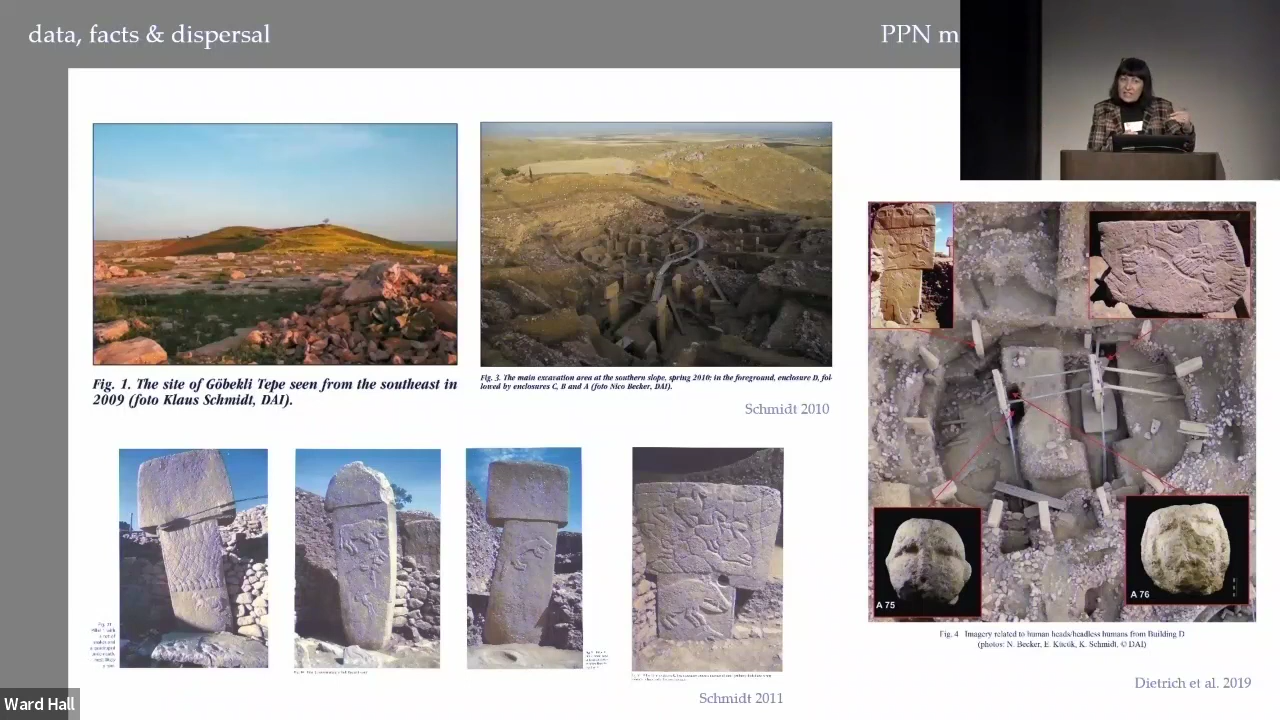 data, facts & dispersal
PPN m
Fig. 1. The site of Göbekli Tepe seen from the southeast in
2009 (foto Klaus Schmidt, DAI).
Fig. 3. The main excavation area at the southern slope, spring 2010; in the foreground, enclosure D, fol-
lowed by enclosures C, B and A (foto Nico Becker, DAI).
Schmidt 2010
A 75
A 76
Fig. 4 Imagery related to human heads/headless humans from Building D
(photos: N. Becker, E. Kücük, K. Schmidt, © DAI)
Schmidt 2011
Dietrich et al. 2019
Ward Hall